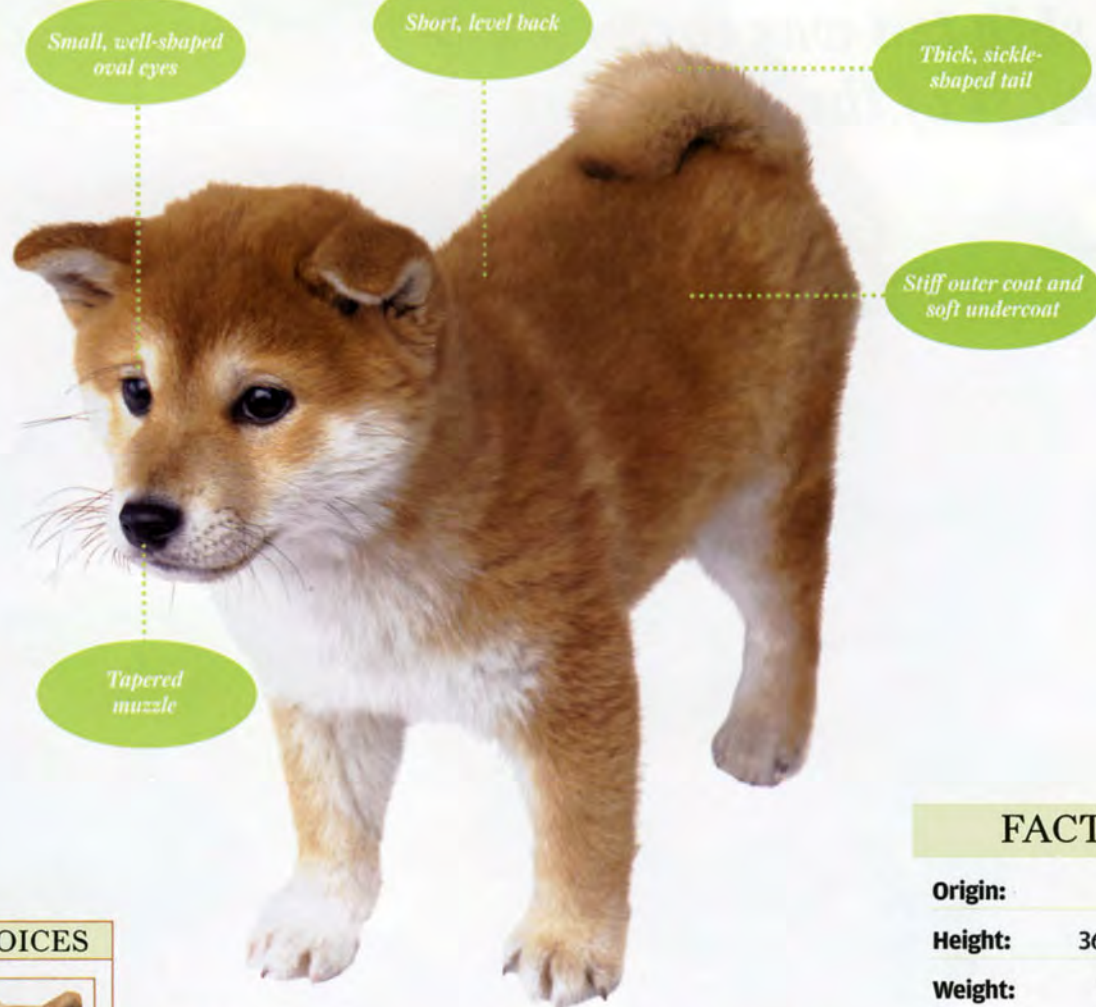 Small, well-shaped
oval eyes
Short, level back
Thick, sickle-
shaped tail
Stiff outer coat and
soft undercoat
Tapered
muzzle
FACT
Origin:
Height: 36
Weight:
OICES